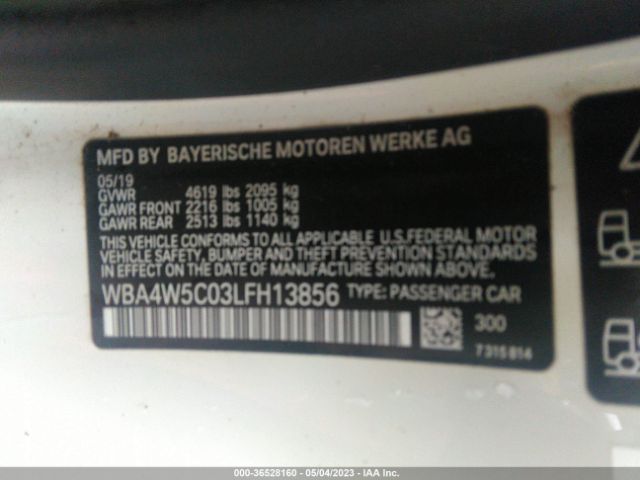 MFD BY BAYERISCHE MOTOREN WERKE AG
05/19
GVWR 4619 lbs 2095 kg
GAWR FRONT 2216 lbs 1005 kg
GAWR REAR 2513 lbs 1140 kg
THIS VEHICLE CONFORMS TO ALL APPLICABLE U.S.FEDERAL MOTOR
VEHICLE SAFETY, BUMPER, AND THEFT PREVENTION STANDARDS
IN EFFECT ON THE DATE OF MANUFACTURE SHOWN ABOVE.
WBA4W5C03LFH13856 TYPE: PASSENGER CAR
300
7315814
000-36528160 - 05/04/2023 - IAA Inc.